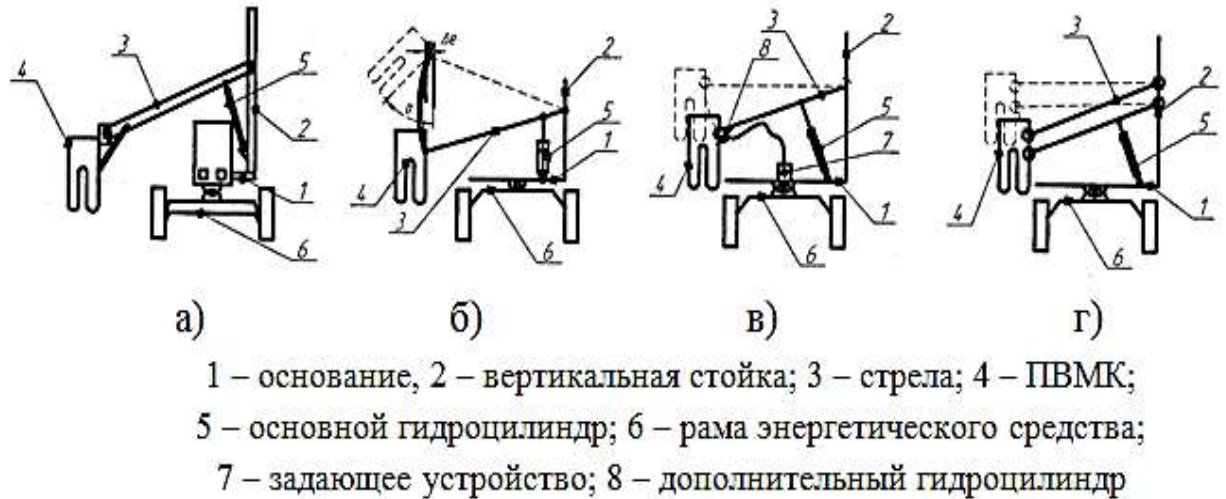 3 5 4 2 1 6
Δe 2 5 1 4 3 6
8 3 2 5 7 4 1 6
3 2 5 4 1 6
а) б) в) г)
1 – основание, 2 – вертикальная стойка; 3 – стрела; 4 – ПВМК;
5 – основной гидроцилиндр; 6 – рама энергетического средства;
7 – задающее устройство; 8 – дополнительный гидроцилиндр